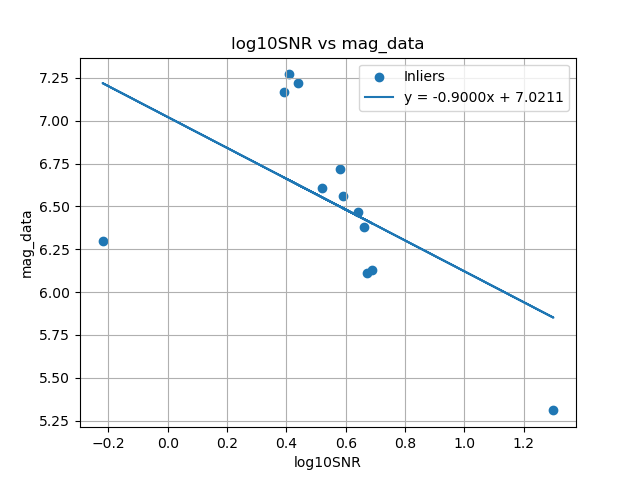 log10SNR vs mag_data
Inliers
y = -0.9000x + 7.0211
7.25
7.00
6.75
6.50
6.25
6.00
5.75
5.50
5.25
mag_data
−0.2 0.0 0.2 0.4 0.6 0.8 1.0 1.2
log10SNR